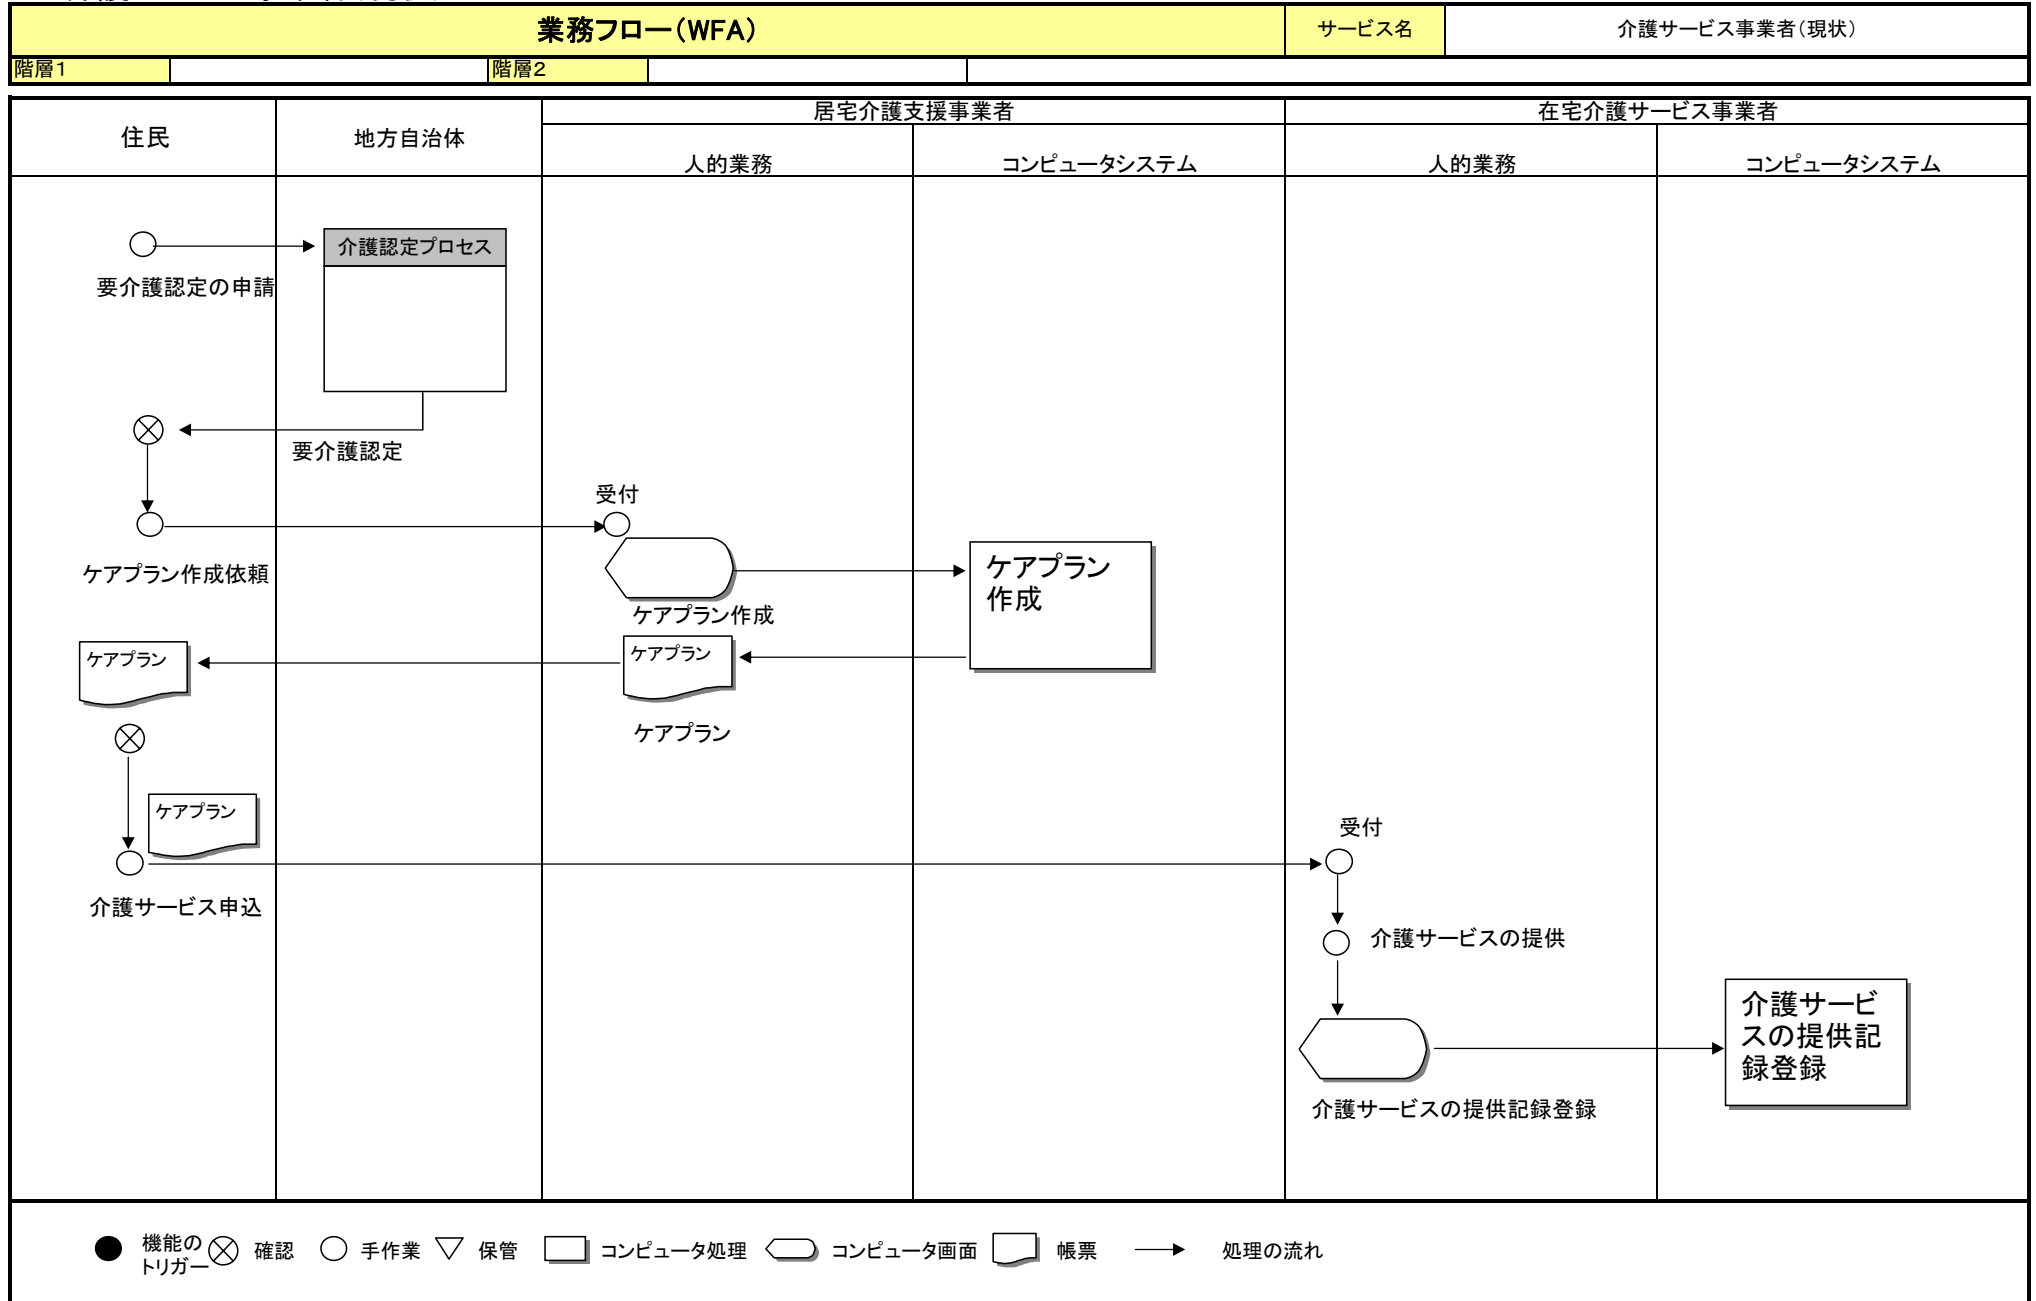 業務フロー（WFA）
サービス名
介護サービス事業者（現状）
階層１
階層２
住民
地方自治体
居宅介護支援事業者
在宅介護サービス事業者
人的業務
コンピュータシステム
人的業務
コンピュータシステム
介護認定プロセス
要介護認定の申請
要介護認定
受付
ケアプラン作成依頼
ケアプラン
作成
ケアプラン作成
ケアプラン
ケアプラン
ケアプラン
ケアプラン
受付
介護サービス申込
介護サービスの提供
介護サービ
スの提供記
録登録
介護サービスの提供記録登録
機能の
トリガー
確認
手作業
保管
コンピュータ処理
コンピュータ画面
帳票
処理の流れ